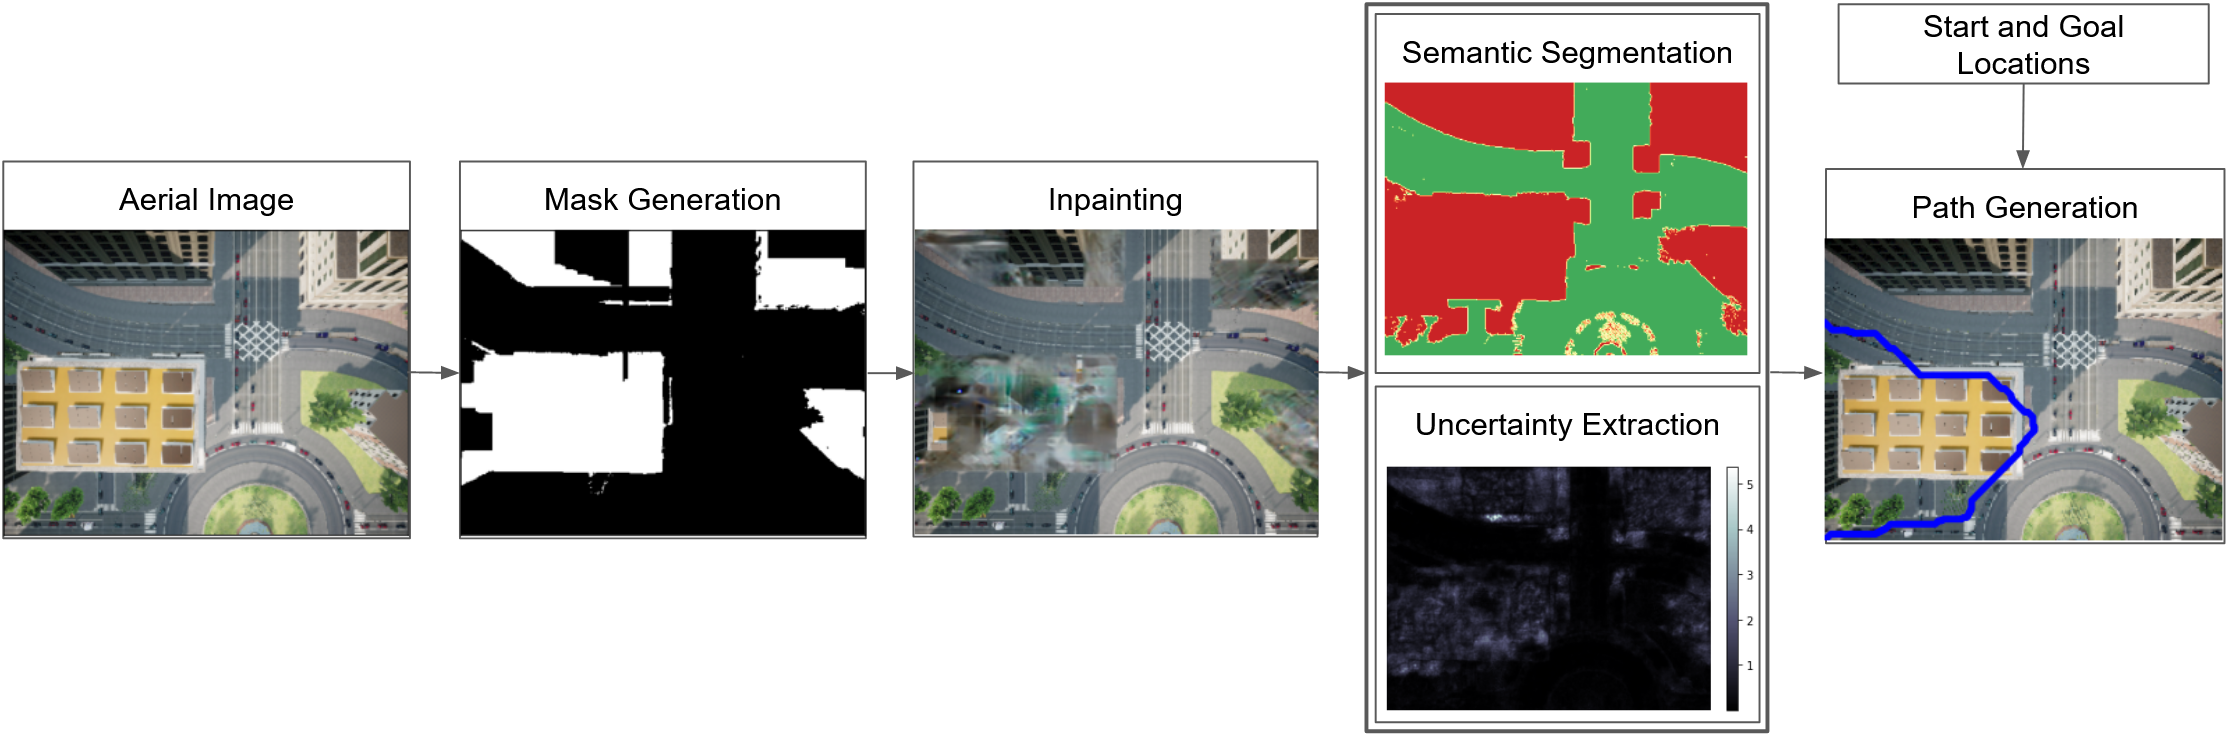 Aerial Image
Mask Generation
Inpainting
Semantic Segmentation
Uncertainty Extraction
5
4
3
2
1
Start and Goal
Locations
Path Generation